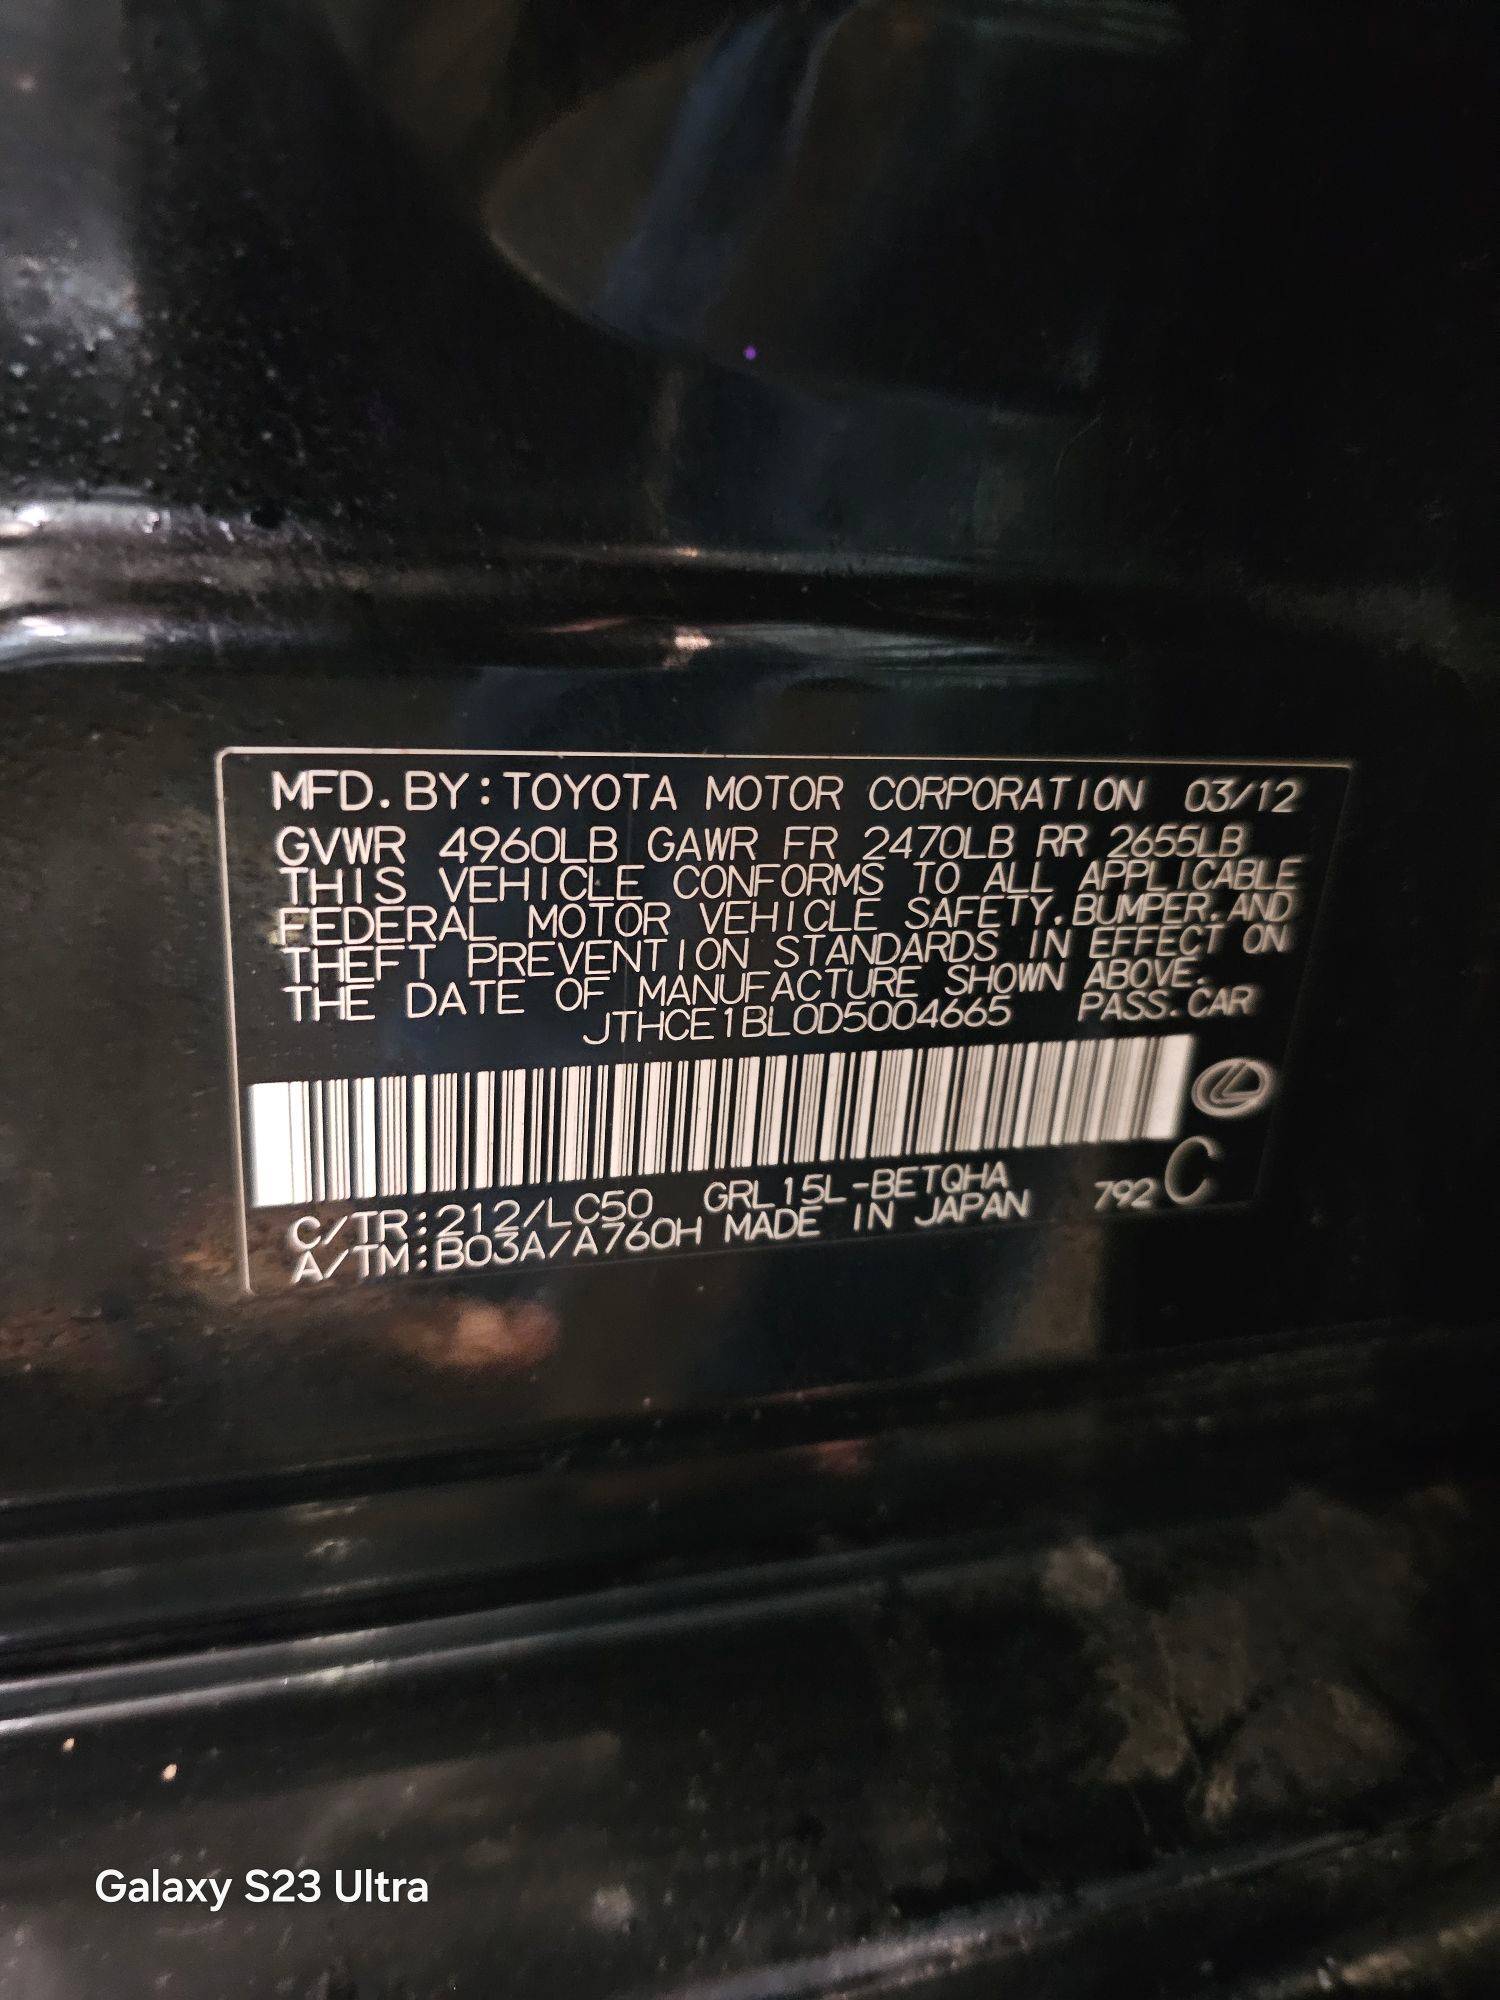 MFD. BY: TOYOTA MOTOR CORPORATION 03/12
GVWR 4960LB GAWR FR 2470LB RR 2655LB
THIS VEHICLE CONFORMS TO ALL APPLICABLE
FEDERAL MOTOR VEHICLE SAFETY, BUMPER, AND
THEFT PREVENTION STANDARDS IN EFFECT ON
THE DATE OF MANUFACTURE SHOWN ABOVE.
JTHCE1BL0D5004665 PASS. CAR
C/TR: 212/LC50 GRL15L-BETQHA 792 C
A/TM: B03A/A760H MADE IN JAPAN
Galaxy S23 Ultra